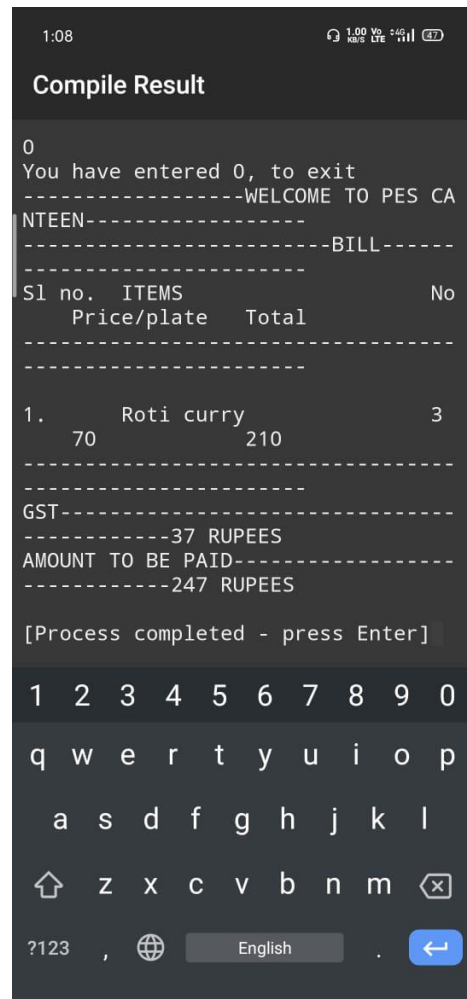 1:08 1.00 KB/S Vo LTE 4G 47
Compile Result
0
You have entered 0, to exit
------------------WELCOME TO PES CA
NTEEN------------------
-------------------------BILL------
-----------------------
Sl no.  ITEMS                    No
    Price/plate   Total
-----------------------------------
-----------------------
1.      Roti curry               3
    70            210
-----------------------------------
-----------------------
GST--------------------------------
------------37 RUPEES
AMOUNT TO BE PAID------------------
------------247 RUPEES
[Process completed - press Enter]
1 2 3 4 5 6 7 8 9 0
q w e r t y u i o p
a s d f g h j k l
z x c v b n m
?123 , English .